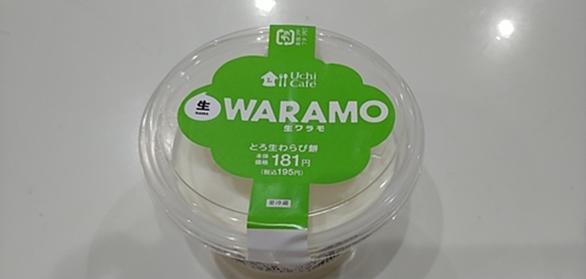 Uchi
Café
生
WARAMO
生ワラモ
とろ生わらび餅
本体
価格 181円
(税込195円)
要冷蔵